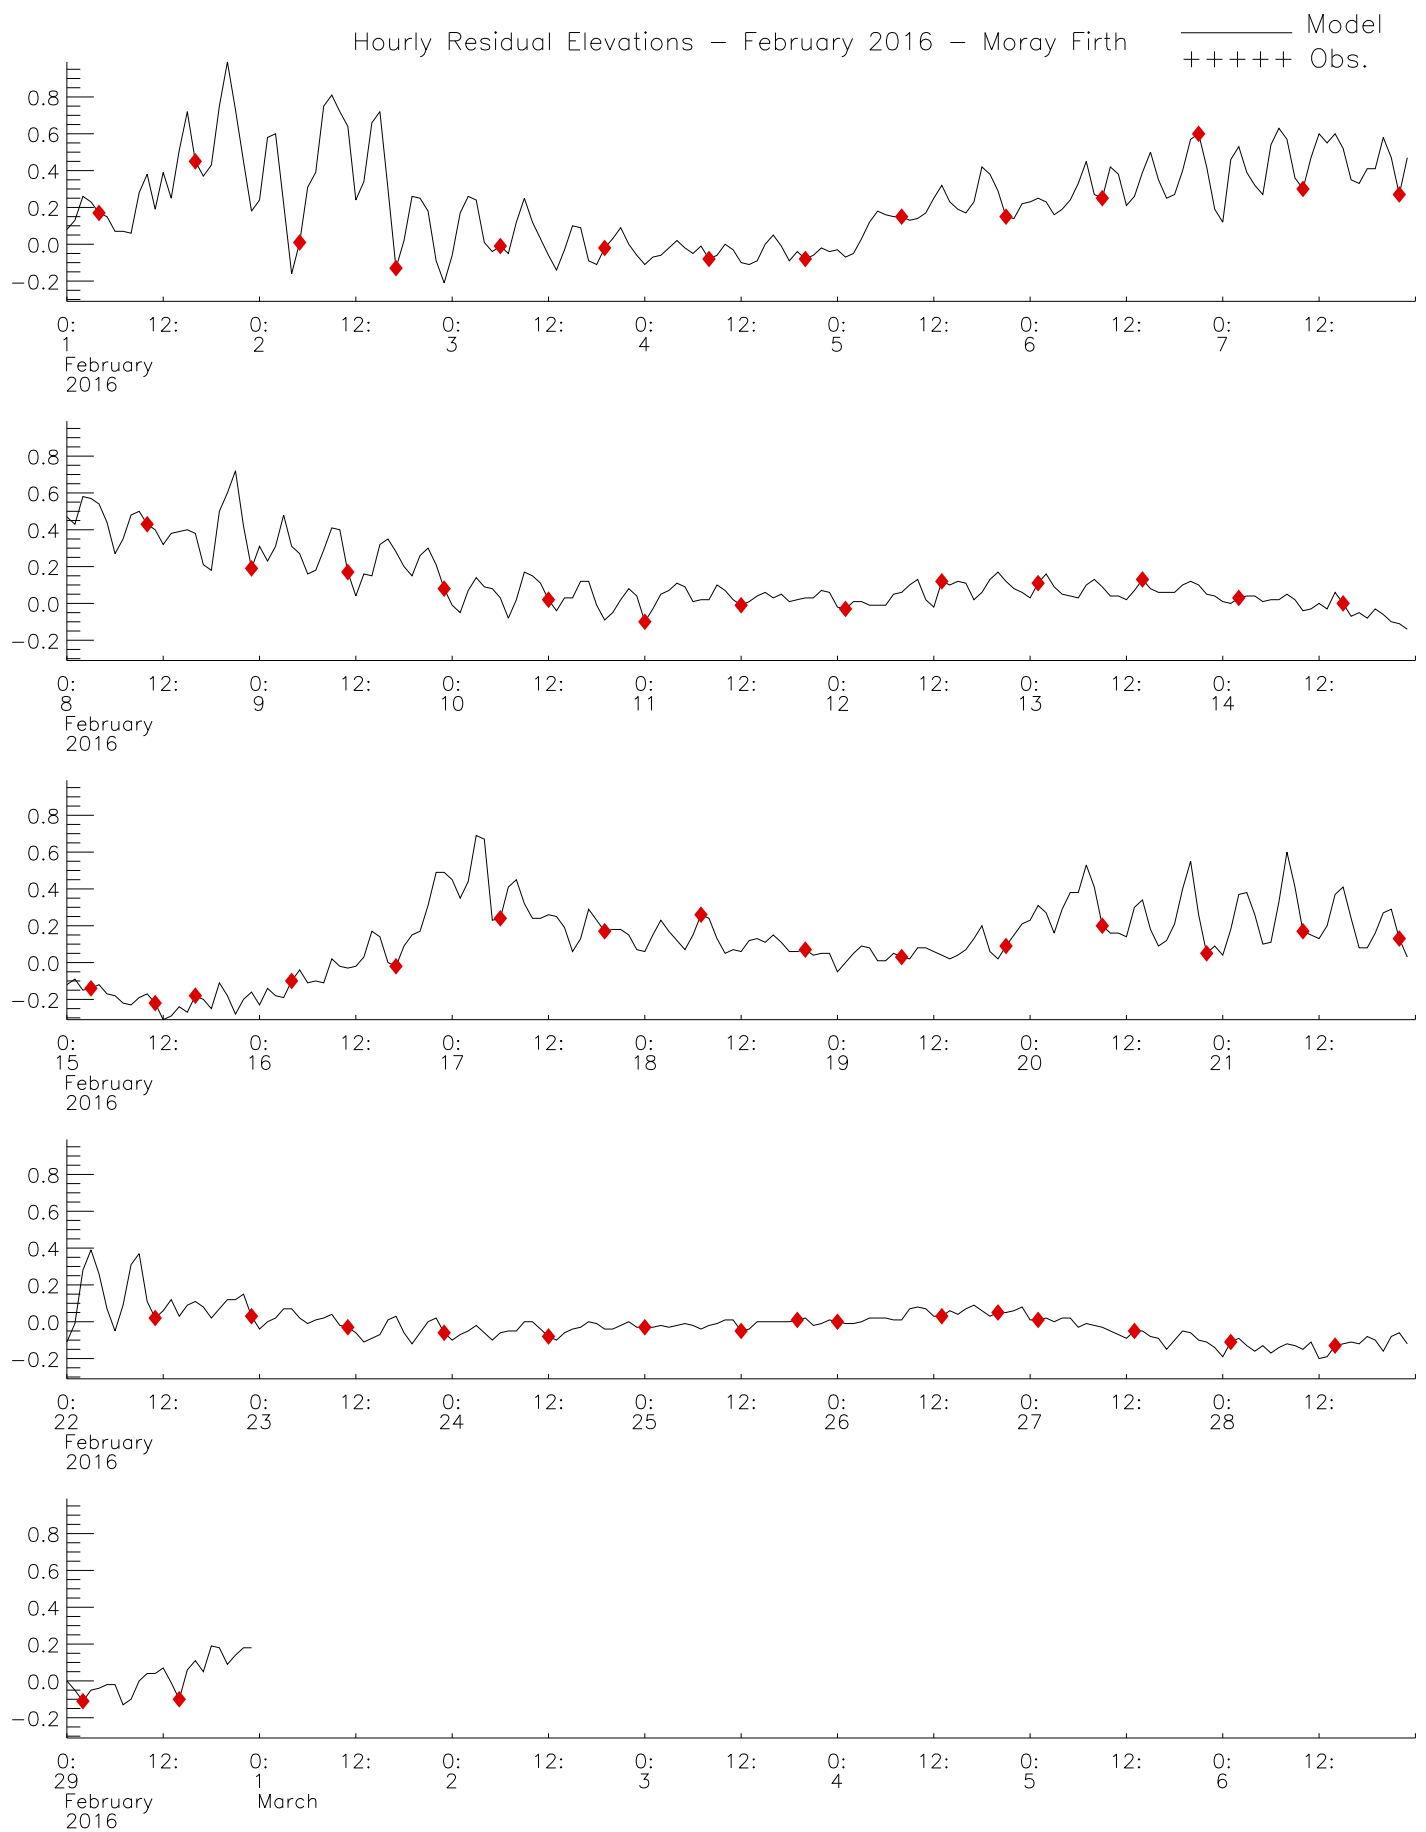 Hourly Residual Elevations − February 2016 − Moray Firth
Model
+++++ Obs.
0.8
0.6
0.4
0.2
0.0
−0.2
0: 12: 0: 12: 0: 12: 0: 12: 0: 12: 0: 12: 0: 12:
1 2 3 4 5 6 7
February
2016
0.8
0.6
0.4
0.2
0.0
−0.2
0: 12: 0: 12: 0: 12: 0: 12: 0: 12: 0: 12: 0: 12:
8 9 10 11 12 13 14
February
2016
0.8
0.6
0.4
0.2
0.0
−0.2
0: 12: 0: 12: 0: 12: 0: 12: 0: 12: 0: 12: 0: 12:
15 16 17 18 19 20 21
February
2016
0.8
0.6
0.4
0.2
0.0
−0.2
0: 12: 0: 12: 0: 12: 0: 12: 0: 12: 0: 12: 0: 12:
22 23 24 25 26 27 28
February
2016
0.8
0.6
0.4
0.2
0.0
−0.2
0: 12: 0: 12: 0: 12: 0: 12: 0: 12: 0: 12: 0: 12:
29 1 2 3 4 5 6
February March
2016